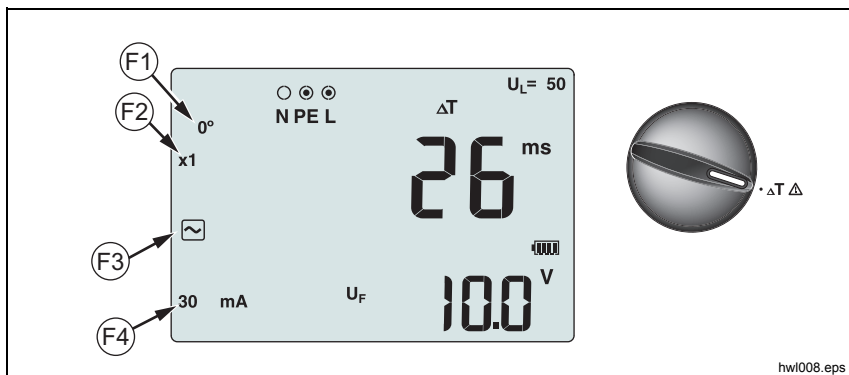 F1
F2
F3
F4
0°
x1
~
30 mA
N PE L
U_L= 50
ΔT
26 ms
U_F
10.0 V
· ΔT ⚠
hwl008.eps